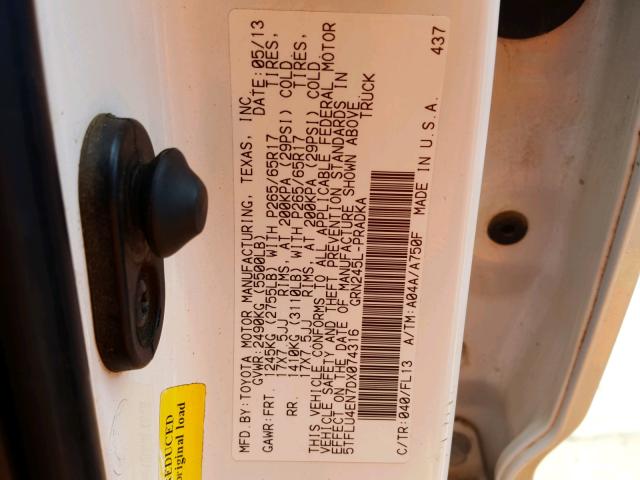 MFD. BY: TOYOTA MOTOR MANUFACTURING, TEXAS, INC.
GVWR: 2490KG (5500LB) DATE: 05/13
GAWR: FRT. 1245KG (2755LB) WITH P265/65R17 TIRES,
17X7.5JJ RIMS, AT 200KPA (29PSI) COLD
RR. 1410KG (3110LB) WITH P265/65R17 TIRES,
17X7.5JJ RIMS, AT 200KPA (29PSI) COLD
THIS VEHICLE CONFORMS TO ALL APPLICABLE FEDERAL MOTOR
VEHICLE SAFETY AND THEFT PREVENTION STANDARDS IN
EFFECT ON THE DATE OF MANUFACTURE SHOWN ABOVE.
5TFLU4EN7DX074316 TRUCK
GRN245L-PRADKA
C/TR: 040/FL13 A/TM: A04A/A750F MADE IN U.S.A. 437
REDUCED
original load